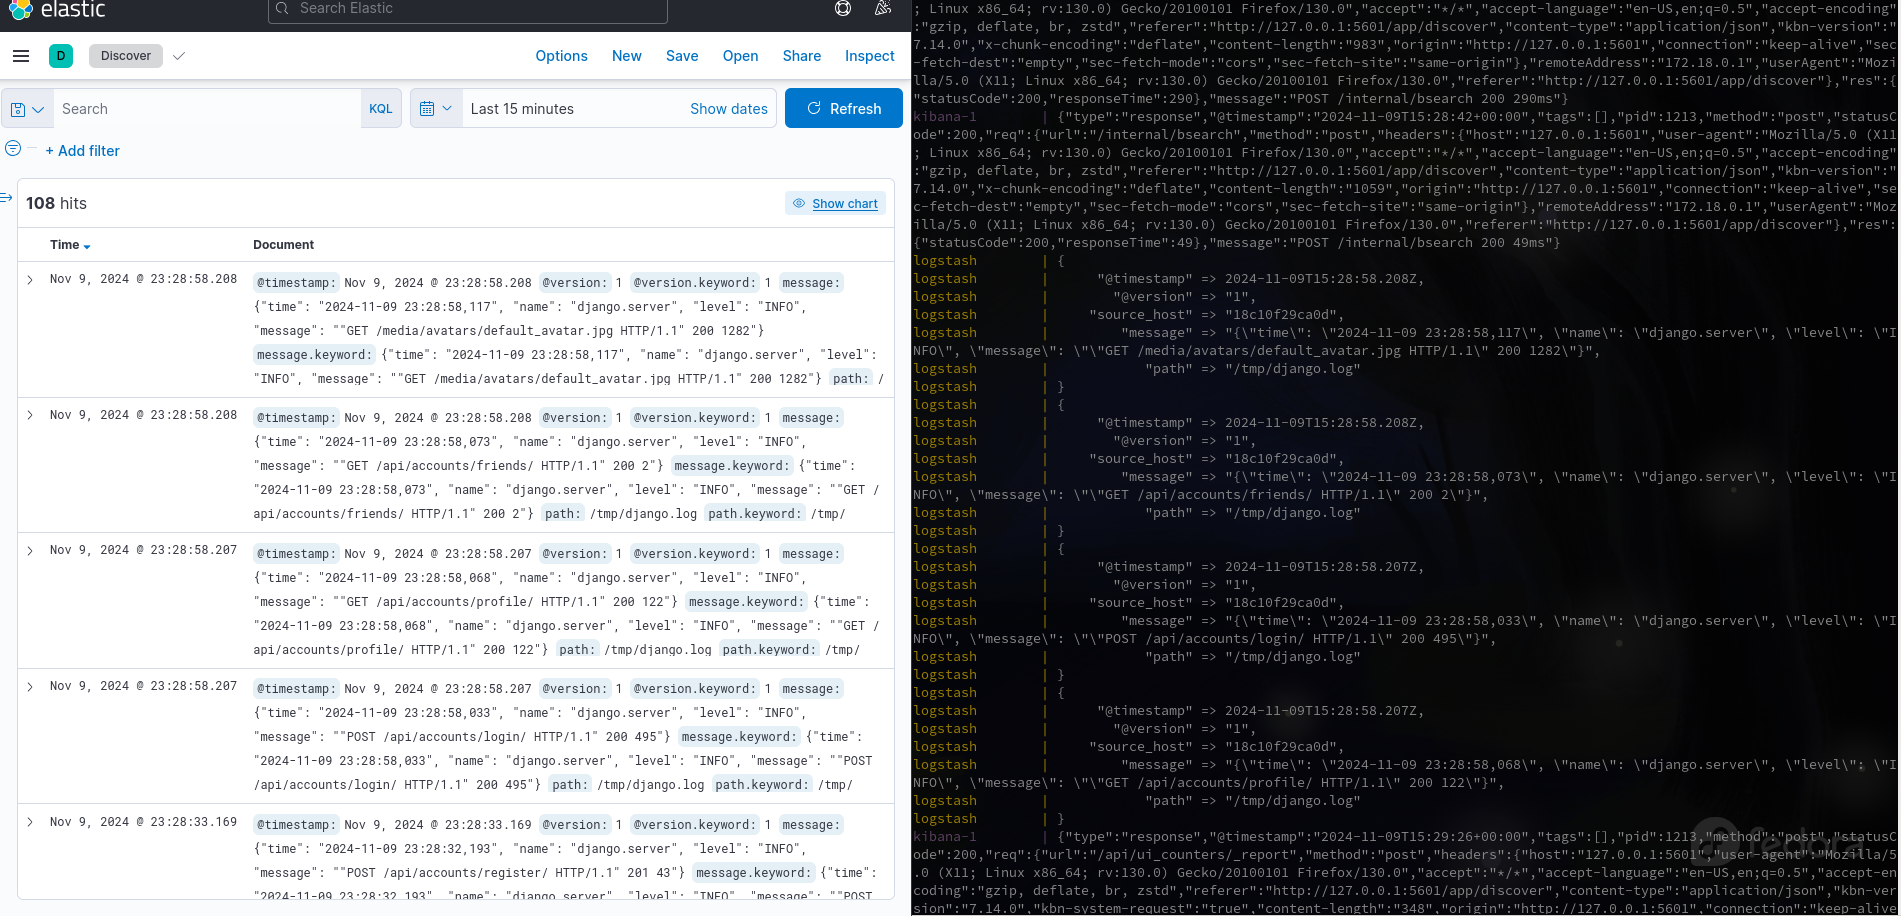 elastic
Search Elastic
D
Discover
Options
New
Save
Open
Share
Inspect
Search
KQL
Last 15 minutes
Show dates
Refresh
+ Add filter
108 hits
Show chart
Time
Document
Nov 9, 2024 @ 23:28:58.208
@timestamp: Nov 9, 2024 @ 23:28:58.208 @version: 1 @version.keyword: 1 message:
{"time": "2024-11-09 23:28:58,117", "name": "django.server", "level": "INFO",
"message": ""GET /media/avatars/default_avatar.jpg HTTP/1.1" 200 1282"}
message.keyword: {"time": "2024-11-09 23:28:58,117", "name": "django.server", "level":
"INFO", "message": ""GET /media/avatars/default_avatar.jpg HTTP/1.1" 200 1282"} path: /
Nov 9, 2024 @ 23:28:58.208
@timestamp: Nov 9, 2024 @ 23:28:58.208 @version: 1 @version.keyword: 1 message:
{"time": "2024-11-09 23:28:58,073", "name": "django.server", "level": "INFO",
"message": ""GET /api/accounts/friends/ HTTP/1.1" 200 2"} message.keyword: {"time":
"2024-11-09 23:28:58,073", "name": "django.server", "level": "INFO", "message": ""GET /
api/accounts/friends/ HTTP/1.1" 200 2"} path: /tmp/django.log path.keyword: /tmp/
Nov 9, 2024 @ 23:28:58.207
@timestamp: Nov 9, 2024 @ 23:28:58.207 @version: 1 @version.keyword: 1 message:
{"time": "2024-11-09 23:28:58,068", "name": "django.server", "level": "INFO",
"message": ""GET /api/accounts/profile/ HTTP/1.1" 200 122"} message.keyword: {"time":
"2024-11-09 23:28:58,068", "name": "django.server", "level": "INFO", "message": ""GET /
api/accounts/profile/ HTTP/1.1" 200 122"} path: /tmp/django.log path.keyword: /tmp/
Nov 9, 2024 @ 23:28:58.207
@timestamp: Nov 9, 2024 @ 23:28:58.207 @version: 1 @version.keyword: 1 message:
{"time": "2024-11-09 23:28:58,033", "name": "django.server", "level": "INFO",
"message": ""POST /api/accounts/login/ HTTP/1.1" 200 495"} message.keyword: {"time":
"2024-11-09 23:28:58,033", "name": "django.server", "level": "INFO", "message": ""POST
/api/accounts/login/ HTTP/1.1" 200 495"} path: /tmp/django.log path.keyword: /tmp/
Nov 9, 2024 @ 23:28:33.169
@timestamp: Nov 9, 2024 @ 23:28:33.169 @version: 1 @version.keyword: 1 message:
{"time": "2024-11-09 23:28:32,193", "name": "django.server", "level": "INFO",
"message": ""POST /api/accounts/register/ HTTP/1.1" 201 43"} message.keyword: {"time":
"2024-11-09 23:28:32,193", "name": "django.server", "level": "INFO", "message": ""POST
; Linux x86_64; rv:130.0) Gecko/20100101 Firefox/130.0","accept":"*/*","accept-language":"en-US,en;q=0.5","accept-encoding"
"gzip, deflate, br, zstd","referer":"http://127.0.0.1:5601/app/discover","content-type":"application/json","kbn-version":"
7.14.0","x-chunk-encoding":"deflate","content-length":"983","origin":"http://127.0.0.1:5601","connection":"keep-alive","sec
-fetch-dest":"empty","sec-fetch-mode":"cors","sec-fetch-site":"same-origin"},"remoteAddress":"172.18.0.1","userAgent":"Mozi
lla/5.0 (X11; Linux x86_64; rv:130.0) Gecko/20100101 Firefox/130.0","referer":"http://127.0.0.1:5601/app/discover"},"res":{
"statusCode":200,"responseTime":290},"message":"POST /internal/bsearch 200 290ms"}
kibana-1 | {"type":"response","@timestamp":"2024-11-09T15:28:42+00:00","tags":[],"pid":1213,"method":"post","statusC
ode":200,"req":{"url":"/internal/bsearch","method":"post","headers":{"host":"127.0.0.1:5601","user-agent":"Mozilla/5.0 (X11
; Linux x86_64; rv:130.0) Gecko/20100101 Firefox/130.0","accept":"*/*","accept-language":"en-US,en;q=0.5","accept-encoding"
"gzip, deflate, br, zstd","referer":"http://127.0.0.1:5601/app/discover","content-type":"application/json","kbn-version":"
7.14.0","x-chunk-encoding":"deflate","content-length":"1059","origin":"http://127.0.0.1:5601","connection":"keep-alive","se
c-fetch-dest":"empty","sec-fetch-mode":"cors","sec-fetch-site":"same-origin"},"remoteAddress":"172.18.0.1","userAgent":"Moz
illa/5.0 (X11; Linux x86_64; rv:130.0) Gecko/20100101 Firefox/130.0","referer":"http://127.0.0.1:5601/app/discover"},"res":
{"statusCode":200,"responseTime":49},"message":"POST /internal/bsearch 200 49ms"}
logstash | {
logstash | "@timestamp" => 2024-11-09T15:28:58.208Z,
logstash | "@version" => "1",
logstash | "source_host" => "18c10f29ca0d",
logstash | "message" => "{\"time\": \"2024-11-09 23:28:58,117\", \"name\": \"django.server\", \"level\": \"I
NFO\", \"message\": \"\"GET /media/avatars/default_avatar.jpg HTTP/1.1\" 200 1282\"}",
logstash | "path" => "/tmp/django.log"
logstash | }
logstash | {
logstash | "@timestamp" => 2024-11-09T15:28:58.208Z,
logstash | "@version" => "1",
logstash | "source_host" => "18c10f29ca0d",
logstash | "message" => "{\"time\": \"2024-11-09 23:28:58,073\", \"name\": \"django.server\", \"level\": \"I
NFO\", \"message\": \"\"GET /api/accounts/friends/ HTTP/1.1\" 200 2\"}",
logstash | "path" => "/tmp/django.log"
logstash | }
logstash | {
logstash | "@timestamp" => 2024-11-09T15:28:58.207Z,
logstash | "@version" => "1",
logstash | "source_host" => "18c10f29ca0d",
logstash | "message" => "{\"time\": \"2024-11-09 23:28:58,033\", \"name\": \"django.server\", \"level\": \"I
NFO\", \"message\": \"\"POST /api/accounts/login/ HTTP/1.1\" 200 495\"}",
logstash | "path" => "/tmp/django.log"
logstash | }
logstash | {
logstash | "@timestamp" => 2024-11-09T15:28:58.207Z,
logstash | "@version" => "1",
logstash | "source_host" => "18c10f29ca0d",
logstash | "message" => "{\"time\": \"2024-11-09 23:28:58,068\", \"name\": \"django.server\", \"level\": \"I
NFO\", \"message\": \"\"GET /api/accounts/profile/ HTTP/1.1\" 200 122\"}",
logstash | "path" => "/tmp/django.log"
logstash | }
kibana-1 | {"type":"response","@timestamp":"2024-11-09T15:29:26+00:00","tags":[],"pid":1213,"method":"post","statusC
ode":200,"req":{"url":"/api/ui_counters/_report","method":"post","headers":{"host":"127.0.0.1:5601","user-agent":"Mozilla/5
.0 (X11; Linux x86_64; rv:130.0) Gecko/20100101 Firefox/130.0","accept":"*/*","accept-language":"en-US,en;q=0.5","accept-en
coding":"gzip, deflate, br, zstd","referer":"http://127.0.0.1:5601/app/discover","content-type":"application/json","kbn-ver
sion":"7.14.0","kbn-system-request":"true","content-length":"348","origin":"http://127.0.0.1:5601","connection":"keep-alive
fedora